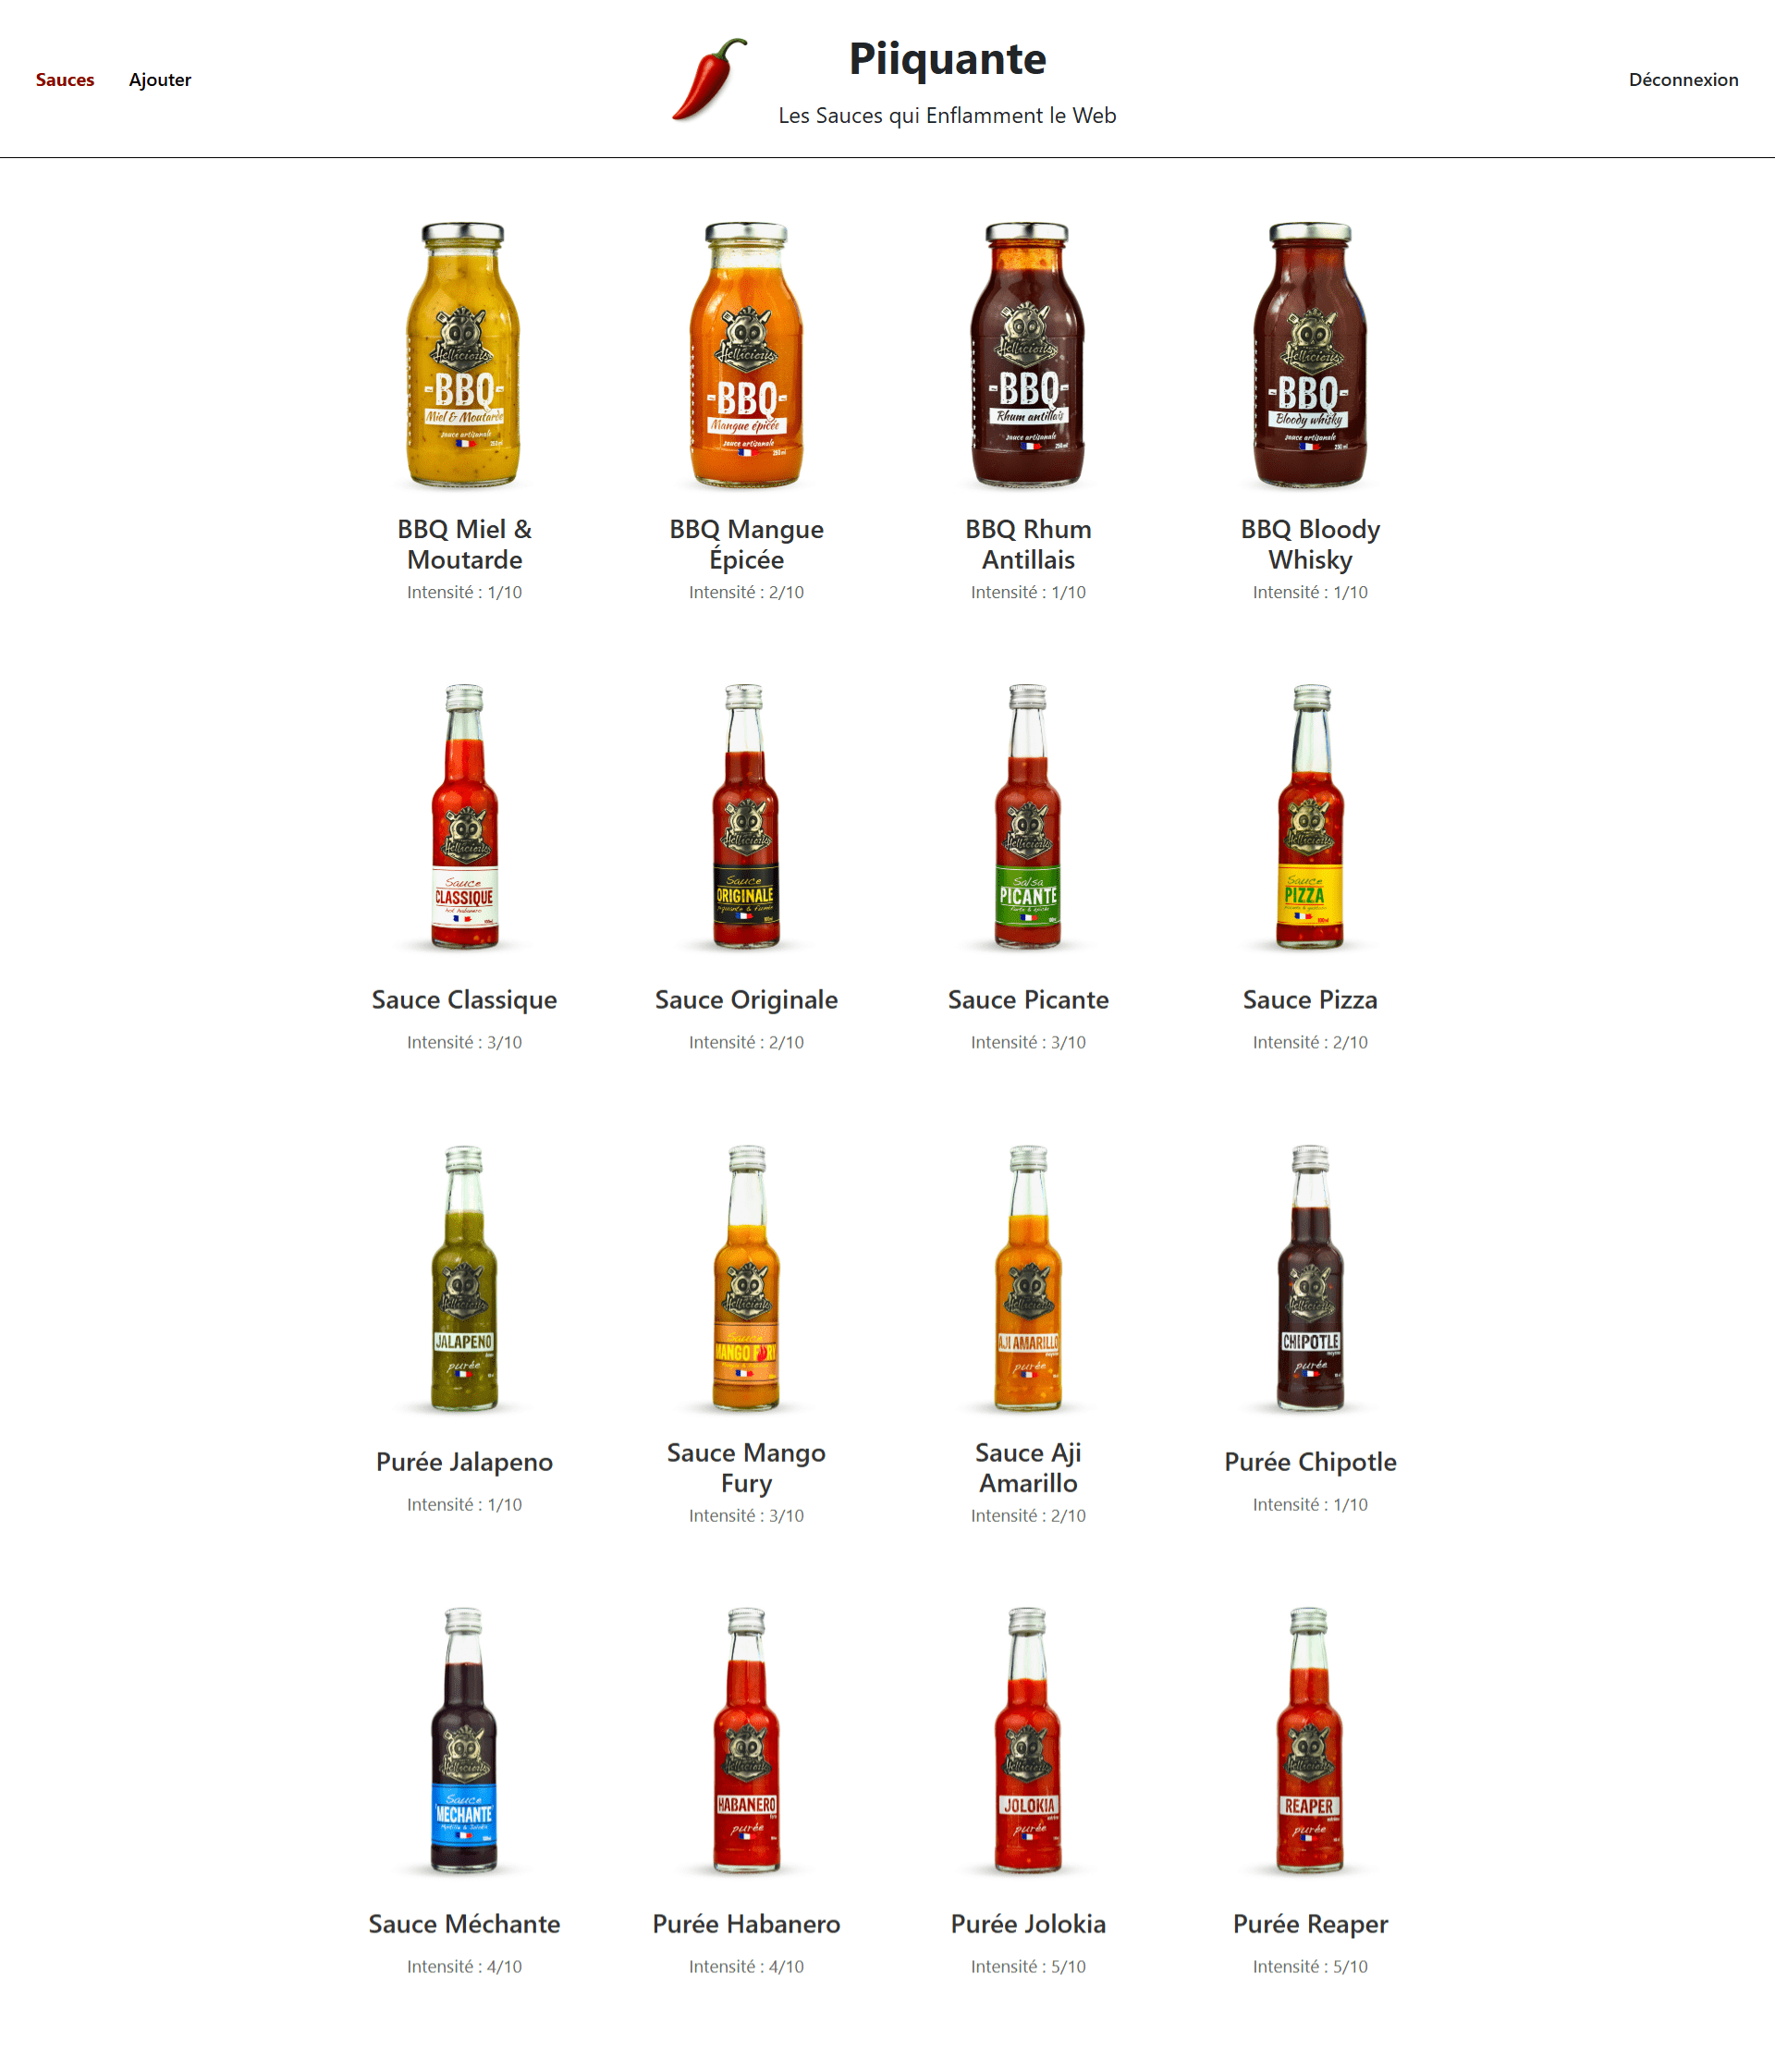 Sauces
Ajouter
Piiquante
Les Sauces qui Enflamment le Web
Déconnexion
Hellicious
-BBQ-
Miel & Moutarde
sauce artisanale
250ml
Hellicious
-BBQ-
Mangue épicée
sauce artisanale
250ml
Hellicious
-BBQ-
Rhum antillais
sauce artisanale
250ml
Hellicious
-BBQ-
Bloody whisky
sauce artisanale
250ml
BBQ Miel &
Moutarde
Intensité : 1/10
BBQ Mangue
Épicée
Intensité : 2/10
BBQ Rhum
Antillais
Intensité : 1/10
BBQ Bloody
Whisky
Intensité : 1/10
Hellicious
Sauce
CLASSIQUE
100ml
Hellicious
Sauce
ORIGINALE
Hellicious
Salsa
PICANTE
Hellicious
Sauce
PIZZA
100ml
Sauce Classique
Intensité : 3/10
Sauce Originale
Intensité : 2/10
Sauce Picante
Intensité : 3/10
Sauce Pizza
Intensité : 2/10
Hellicious
JALAPENO
purée
Hellicious
Sauce
MANGO FURY
Hellicious
AJI AMARILLO
purée
Hellicious
CHIPOTLE
purée
Purée Jalapeno
Intensité : 1/10
Sauce Mango
Fury
Intensité : 3/10
Sauce Aji
Amarillo
Intensité : 2/10
Purée Chipotle
Intensité : 1/10
Hellicious
Sauce
MECHANTE
Hellicious
HABANERO
purée
Hellicious
JOLOKIA
purée
Hellicious
REAPER
purée
Sauce Méchante
Intensité : 4/10
Purée Habanero
Intensité : 4/10
Purée Jolokia
Intensité : 5/10
Purée Reaper
Intensité : 5/10